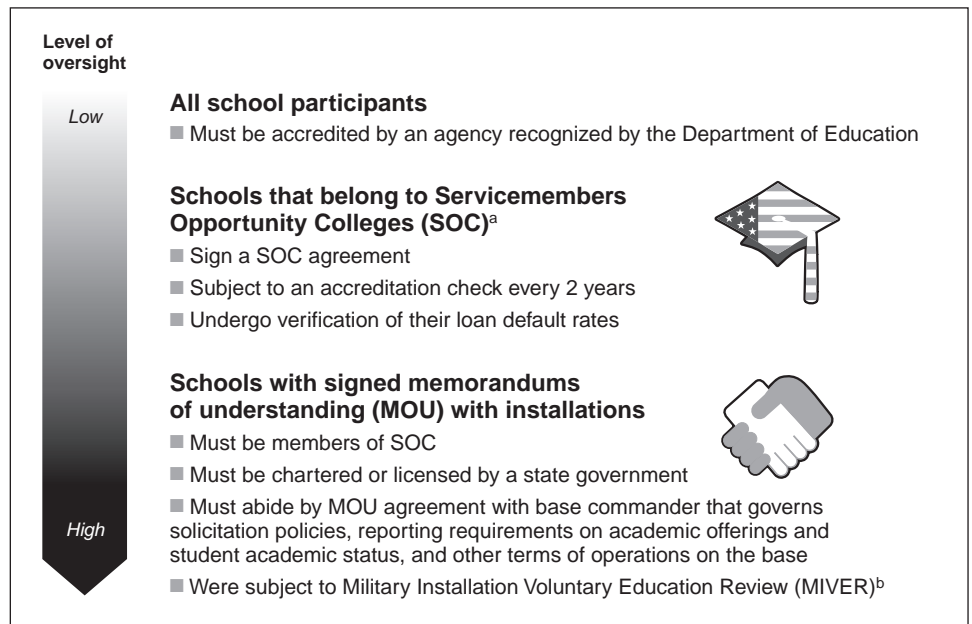 Level of
oversight
Low
All school participants
■ Must be accredited by an agency recognized by the Department of Education
Schools that belong to Servicemembers
Opportunity Colleges (SOC)a
■ Sign a SOC agreement
■ Subject to an accreditation check every 2 years
■ Undergo verification of their loan default rates
Schools with signed memorandums
of understanding (MOU) with installations
■ Must be members of SOC
■ Must be chartered or licensed by a state government
■ Must abide by MOU agreement with base commander that governs
solicitation policies, reporting requirements on academic offerings and
student academic status, and other terms of operations on the base
High
■ Were subject to Military Installation Voluntary Education Review (MIVER)b